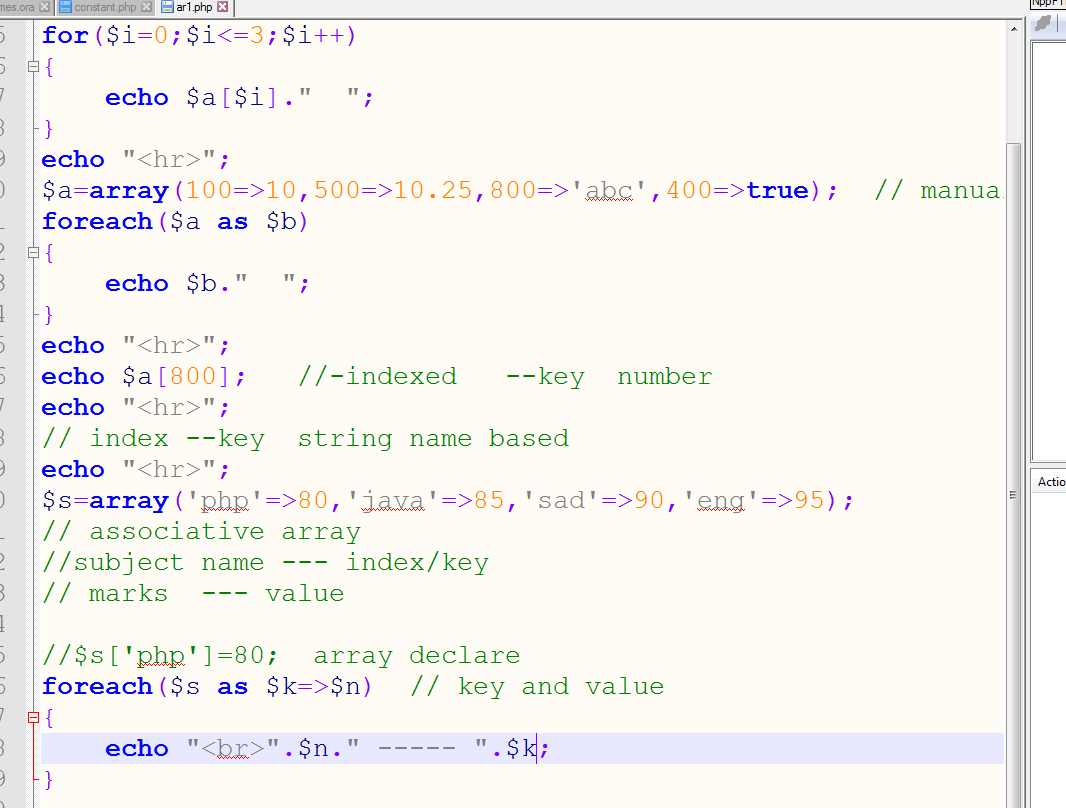 mes.ora constant.php ar1.php
for($i=0;$i<=3;$i++)
{
    echo $a[$i]."  ";
}
echo "<hr>";
$a=array(100=>10,500=>10.25,800=>'abc',400=>true);  // manua
foreach($a as $b)
{
    echo $b."  ";
}
echo "<hr>";
echo $a[800];   //-indexed   --key  number
echo "<hr>";
// index --key  string name based
echo "<hr>";
$s=array('php'=>80,'java'=>85,'sad'=>90,'eng'=>95);
// associative array
//subject name --- index/key
// marks  --- value
//$s['php']=80;  array declare
foreach($s as $k=>$n)  // key and value
{
    echo "<br>".$n." ----- ".$k;
}
Actio